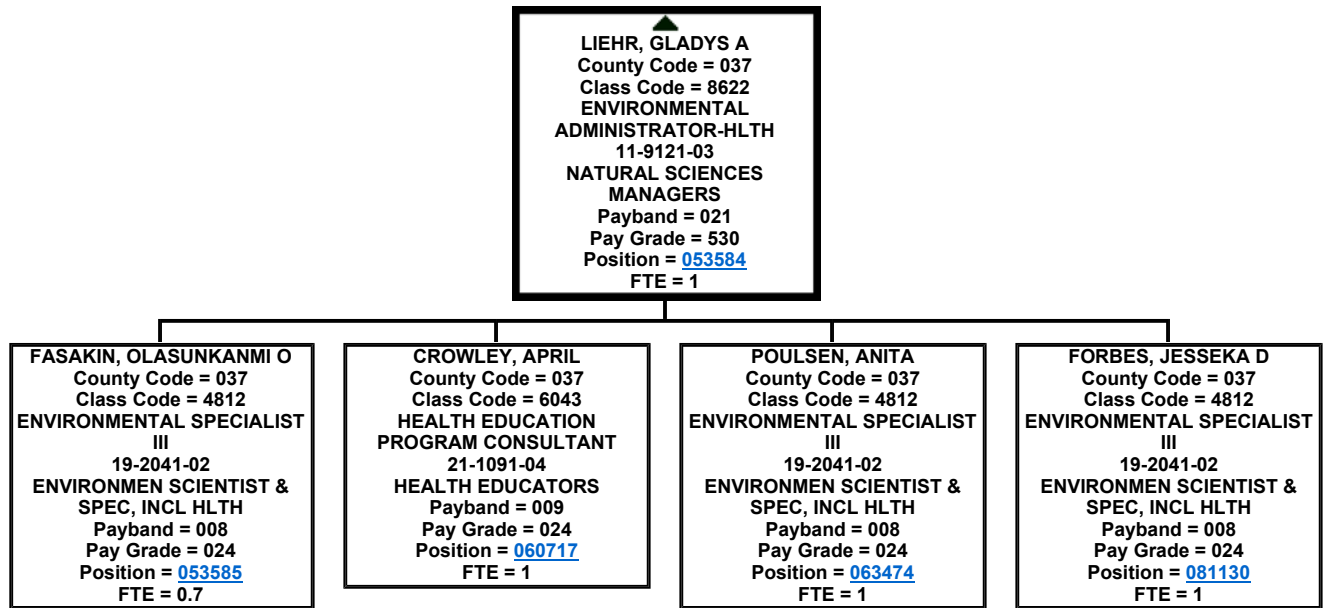 LIEHR, GLADYS A
County Code = 037
Class Code = 8622
ENVIRONMENTAL
ADMINISTRATOR-HLTH
11-9121-03
NATURAL SCIENCES
MANAGERS
Payband = 021
Pay Grade = 530
Position = 053584
FTE = 1
FASAKIN, OLASUNKANMI O
County Code = 037
Class Code = 4812
ENVIRONMENTAL SPECIALIST
III
19-2041-02
ENVIRONMEN SCIENTIST &
SPEC, INCL HLTH
Payband = 008
Pay Grade = 024
Position = 053585
FTE = 0.7
CROWLEY, APRIL
County Code = 037
Class Code = 6043
HEALTH EDUCATION
PROGRAM CONSULTANT
21-1091-04
HEALTH EDUCATORS
Payband = 009
Pay Grade = 024
Position = 060717
FTE = 1
POULSEN, ANITA
County Code = 037
Class Code = 4812
ENVIRONMENTAL SPECIALIST
III
19-2041-02
ENVIRONMEN SCIENTIST &
SPEC, INCL HLTH
Payband = 008
Pay Grade = 024
Position = 063474
FTE = 1
FORBES, JESSEKA D
County Code = 037
Class Code = 4812
ENVIRONMENTAL SPECIALIST
III
19-2041-02
ENVIRONMEN SCIENTIST &
SPEC, INCL HLTH
Payband = 008
Pay Grade = 024
Position = 081130
FTE = 1